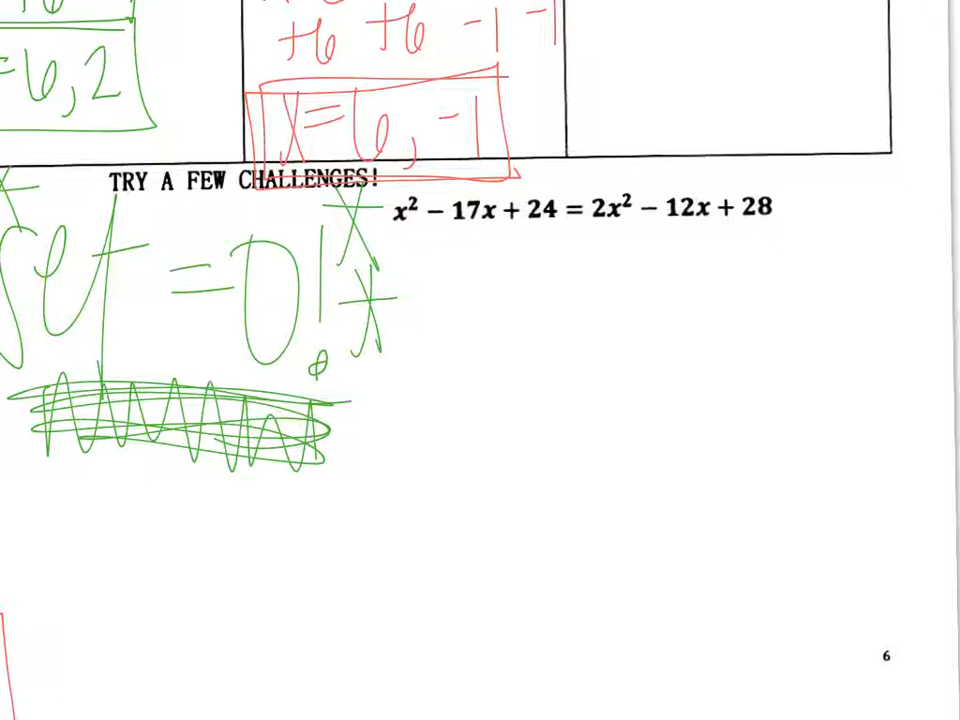 +6
+6 +6 -1 -1
= 6, 2
x = 6, -1
TRY A FEW CHALLENGES!
x² − 17x + 24 = 2x² − 12x + 28
set = 0!
6